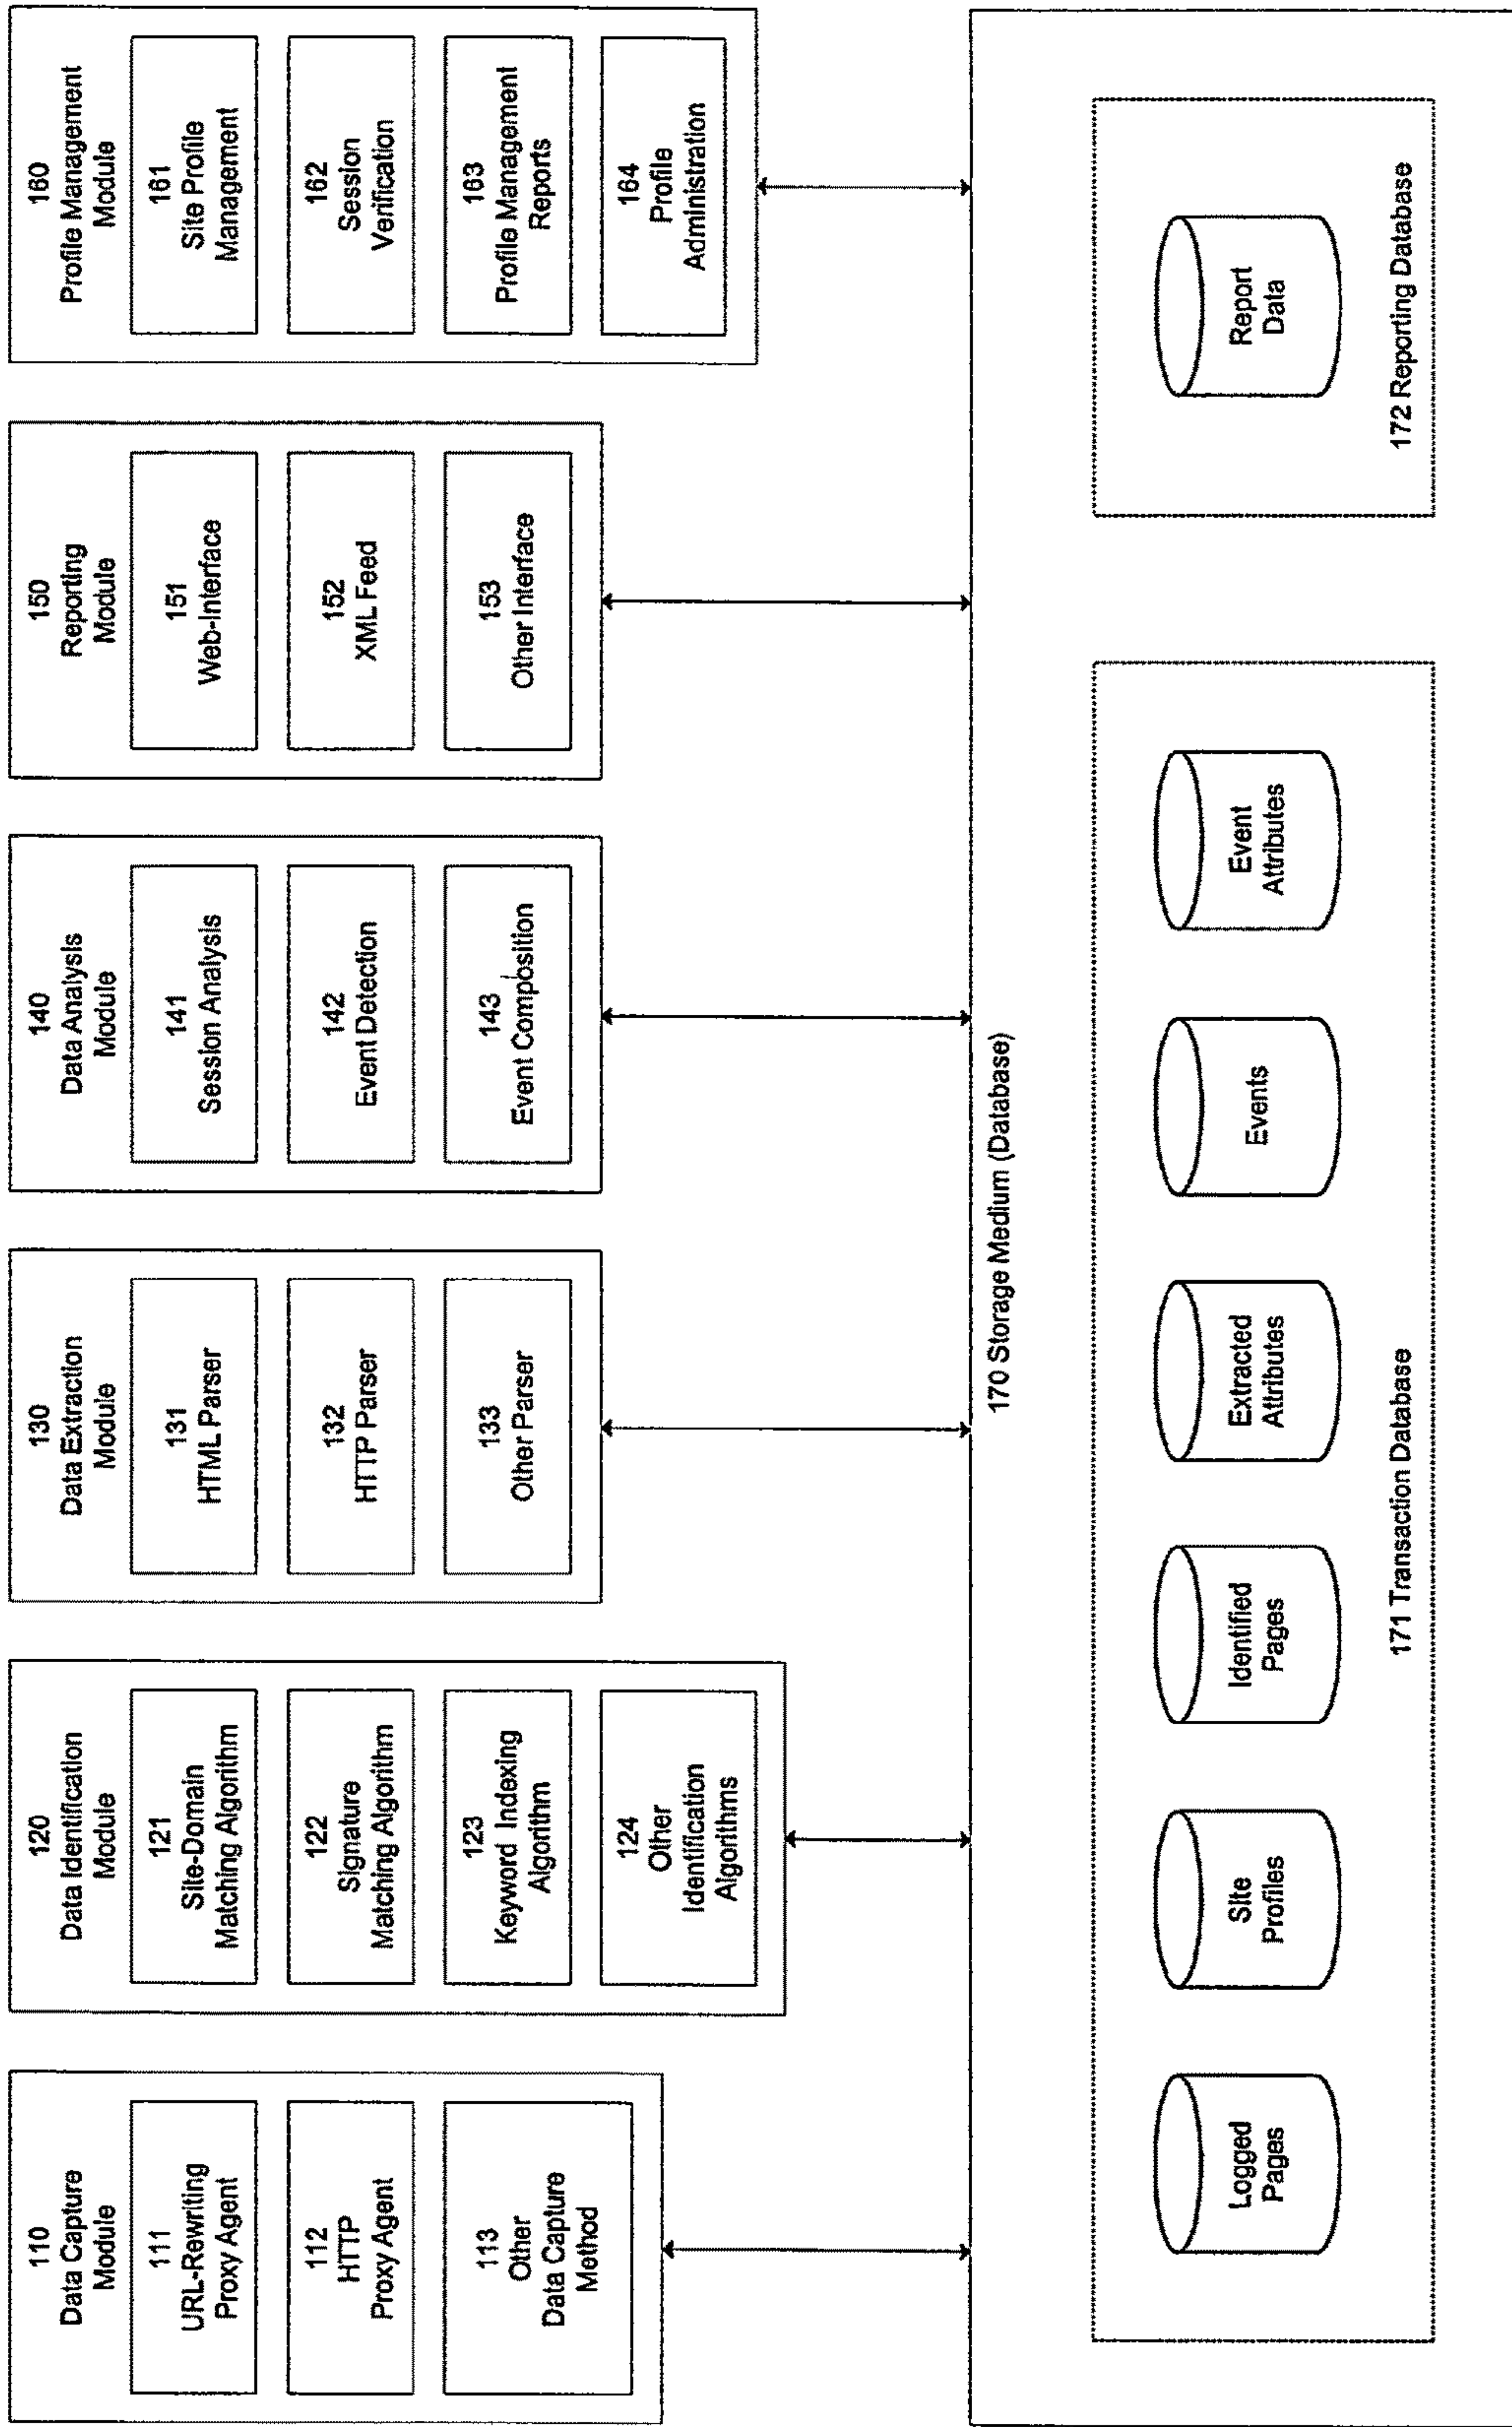 110
Data Capture
Module
111
URL-Rewriting
Proxy Agent
112
HTTP
Proxy Agent
113
Other
Data Capture
Method
120
Data Identification
Module
121
Site-Domain
Matching Algorithm
122
Signature
Matching Algorithm
123
Keyword Indexing
Algorithm
124
Other
Identification
Algorithms
130
Data Extraction
Module
131
HTML Parser
132
HTTP Parser
133
Other Parser
140
Data Analysis
Module
141
Session Analysis
142
Event Detection
143
Event Composition
150
Reporting
Module
151
Web-Interface
152
XML Feed
153
Other Interface
160
Profile Management
Module
161
Site Profile
Management
162
Session
Verification
163
Profile Management
Reports
164
Profile
Administration
170 Storage Medium (Database)
Logged
Pages
Site
Profiles
Identified
Pages
Extracted
Attributes
Events
Event
Attributes
171 Transaction Database
Report
Data
172 Reporting Database